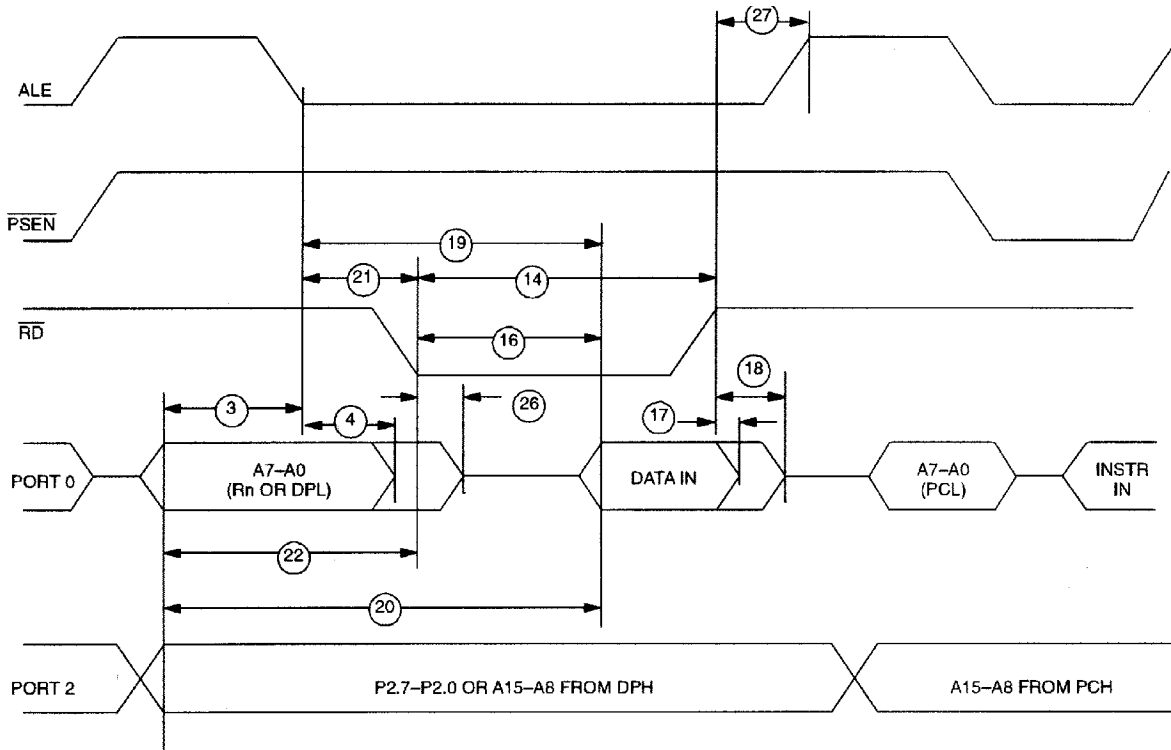 27
ALE
PSEN
19
21
14
RD
16
18
3
4
26
17
PORT 0
A7–A0
(Rn OR DPL)
DATA IN
A7–A0
(PCL)
INSTR
IN
22
20
PORT 2
P2.7–P2.0 OR A15–A8 FROM DPH
A15–A8 FROM PCH